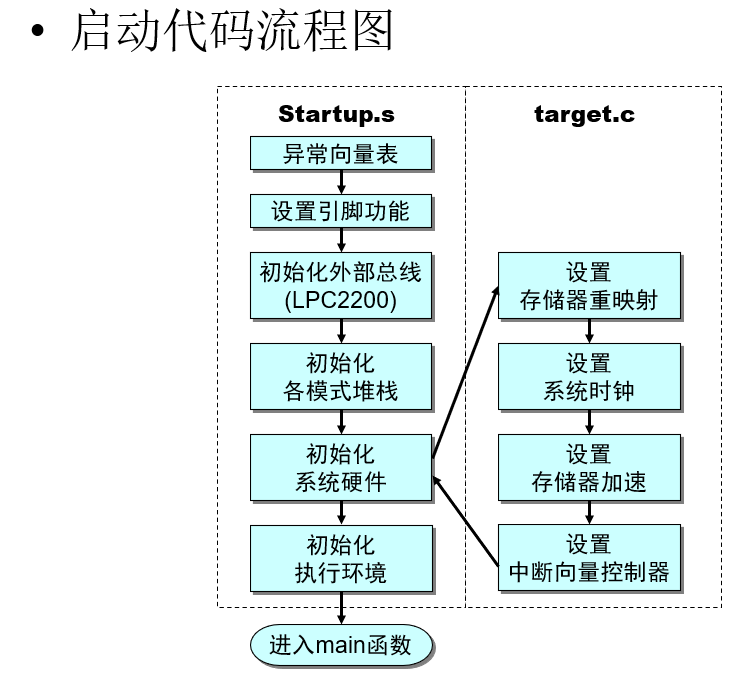 • 启动代码流程图
Startup.s
异常向量表
设置引脚功能
初始化外部总线
(LPC2200)
初始化
各模式堆栈
初始化
系统硬件
初始化
执行环境
进入main函数
target.c
设置
存储器重映射
设置
系统时钟
设置
存储器加速
设置
中断向量控制器